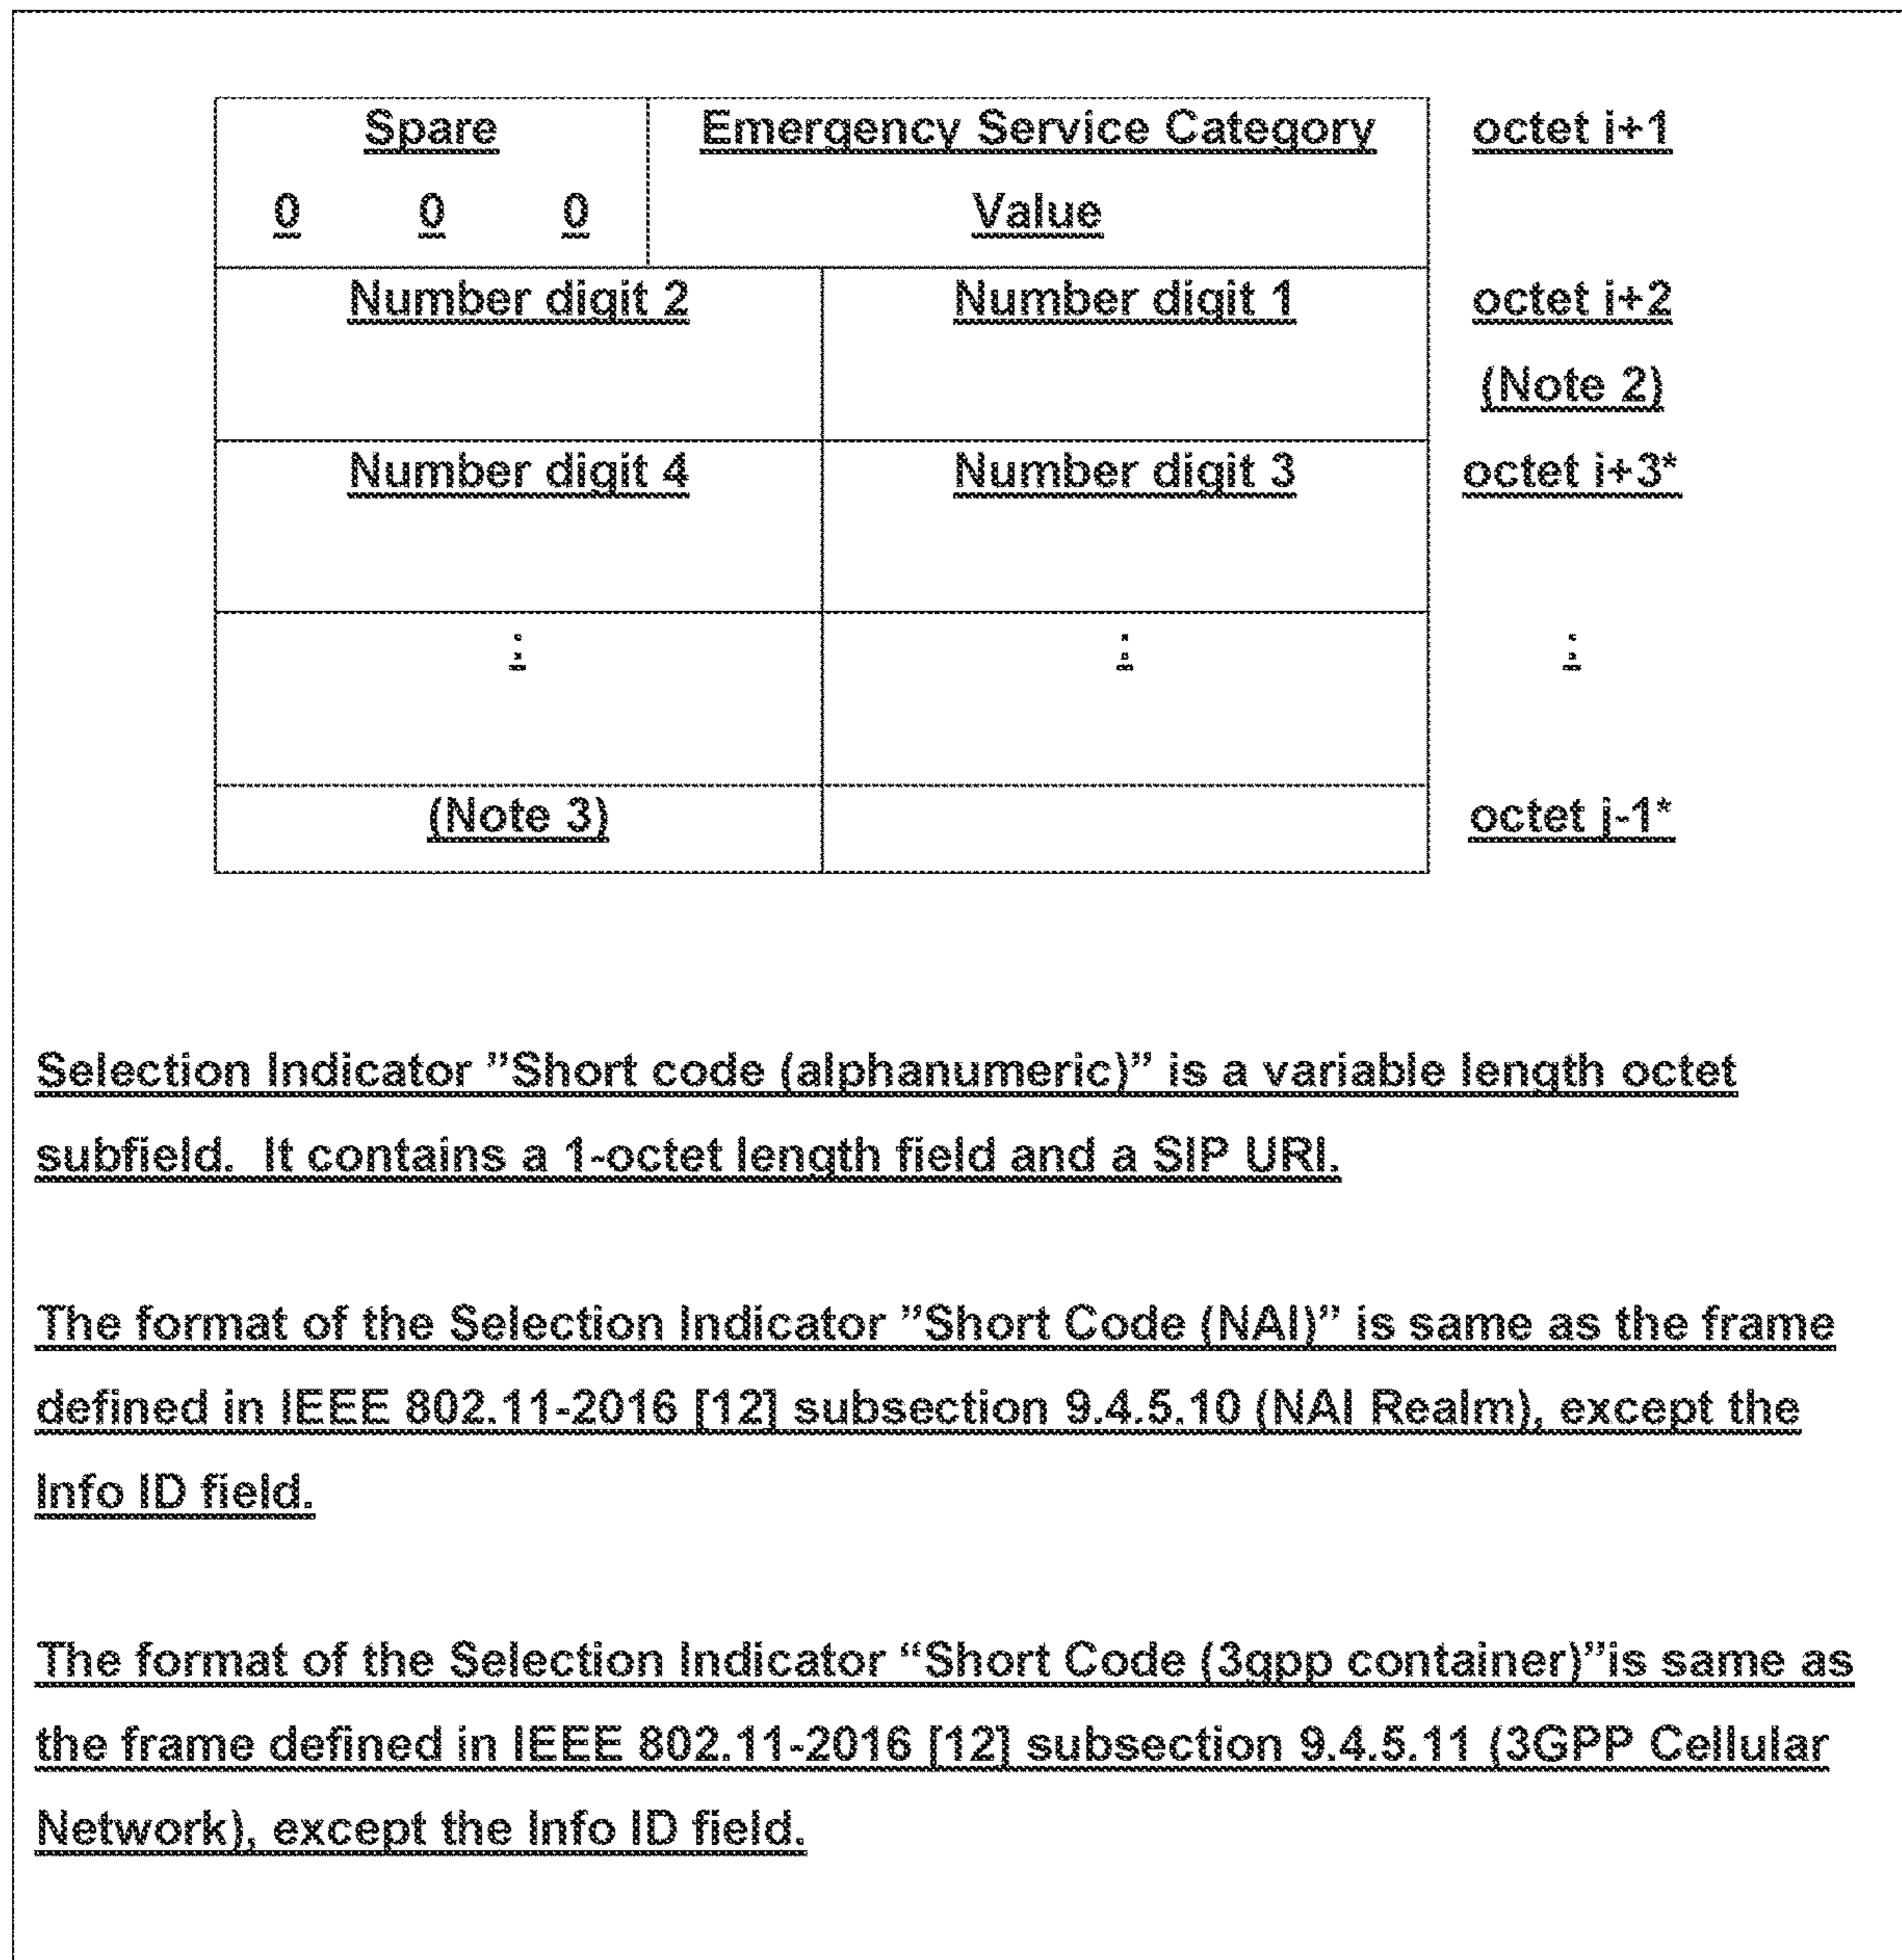 Spare Emergency Service Category octet i+1
0 0 0 Value
Number digit 2 Number digit 1 octet i+2
(Note 2)
Number digit 4 Number digit 3 octet i+3*
: : :
(Note 3) octet j-1*
Selection Indicator ”Short code (alphanumeric)” is a variable length octet
subfield. It contains a 1-octet length field and a SIP URI.
The format of the Selection Indicator ”Short Code (NAI)” is same as the frame
defined in IEEE 802.11-2016 [12] subsection 9.4.5.10 (NAI Realm), except the
Info ID field.
The format of the Selection Indicator “Short Code (3gpp container)”is same as
the frame defined in IEEE 802.11-2016 [12] subsection 9.4.5.11 (3GPP Cellular
Network), except the Info ID field.